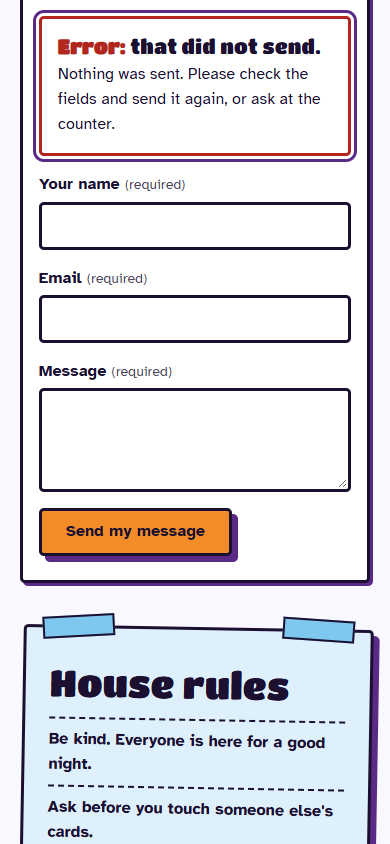 Error: that did not send.
Nothing was sent. Please check the
fields and send it again, or ask at the
counter.
Your name (required)
Email (required)
Message (required)
Send my message
House rules
Be kind. Everyone is here for a good
night.
Ask before you touch someone else's
cards.